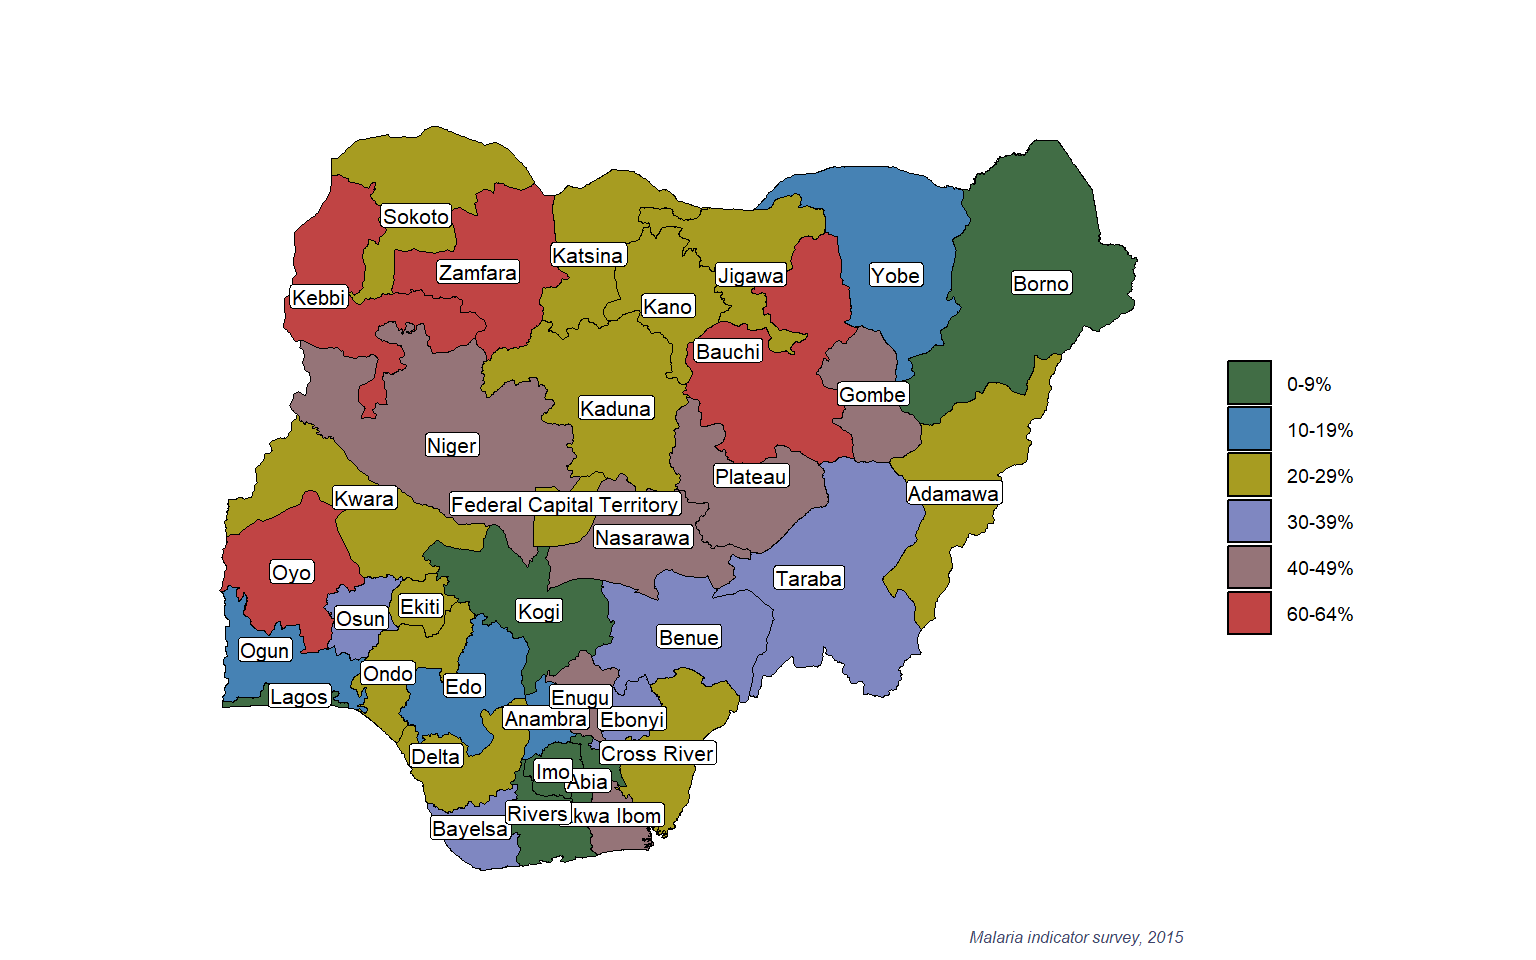 Sokoto
Katsina
Zamfara
Jigawa
Yobe
Borno
Kebbi
Kano
Bauchi
Gombe
Kaduna
Niger
Plateau
Adamawa
Kwara
Federal Capital Territory
Nasarawa
Oyo
Taraba
Ekiti
Kogi
Osun
Benue
Ogun
Ondo
Edo
Lagos
Enugu
Anambra
Ebonyi
Delta
Cross River
Imo
Abia
Rivers
kwa Ibom
Bayelsa
0-9%
10-19%
20-29%
30-39%
40-49%
60-64%
Malaria indicator survey, 2015